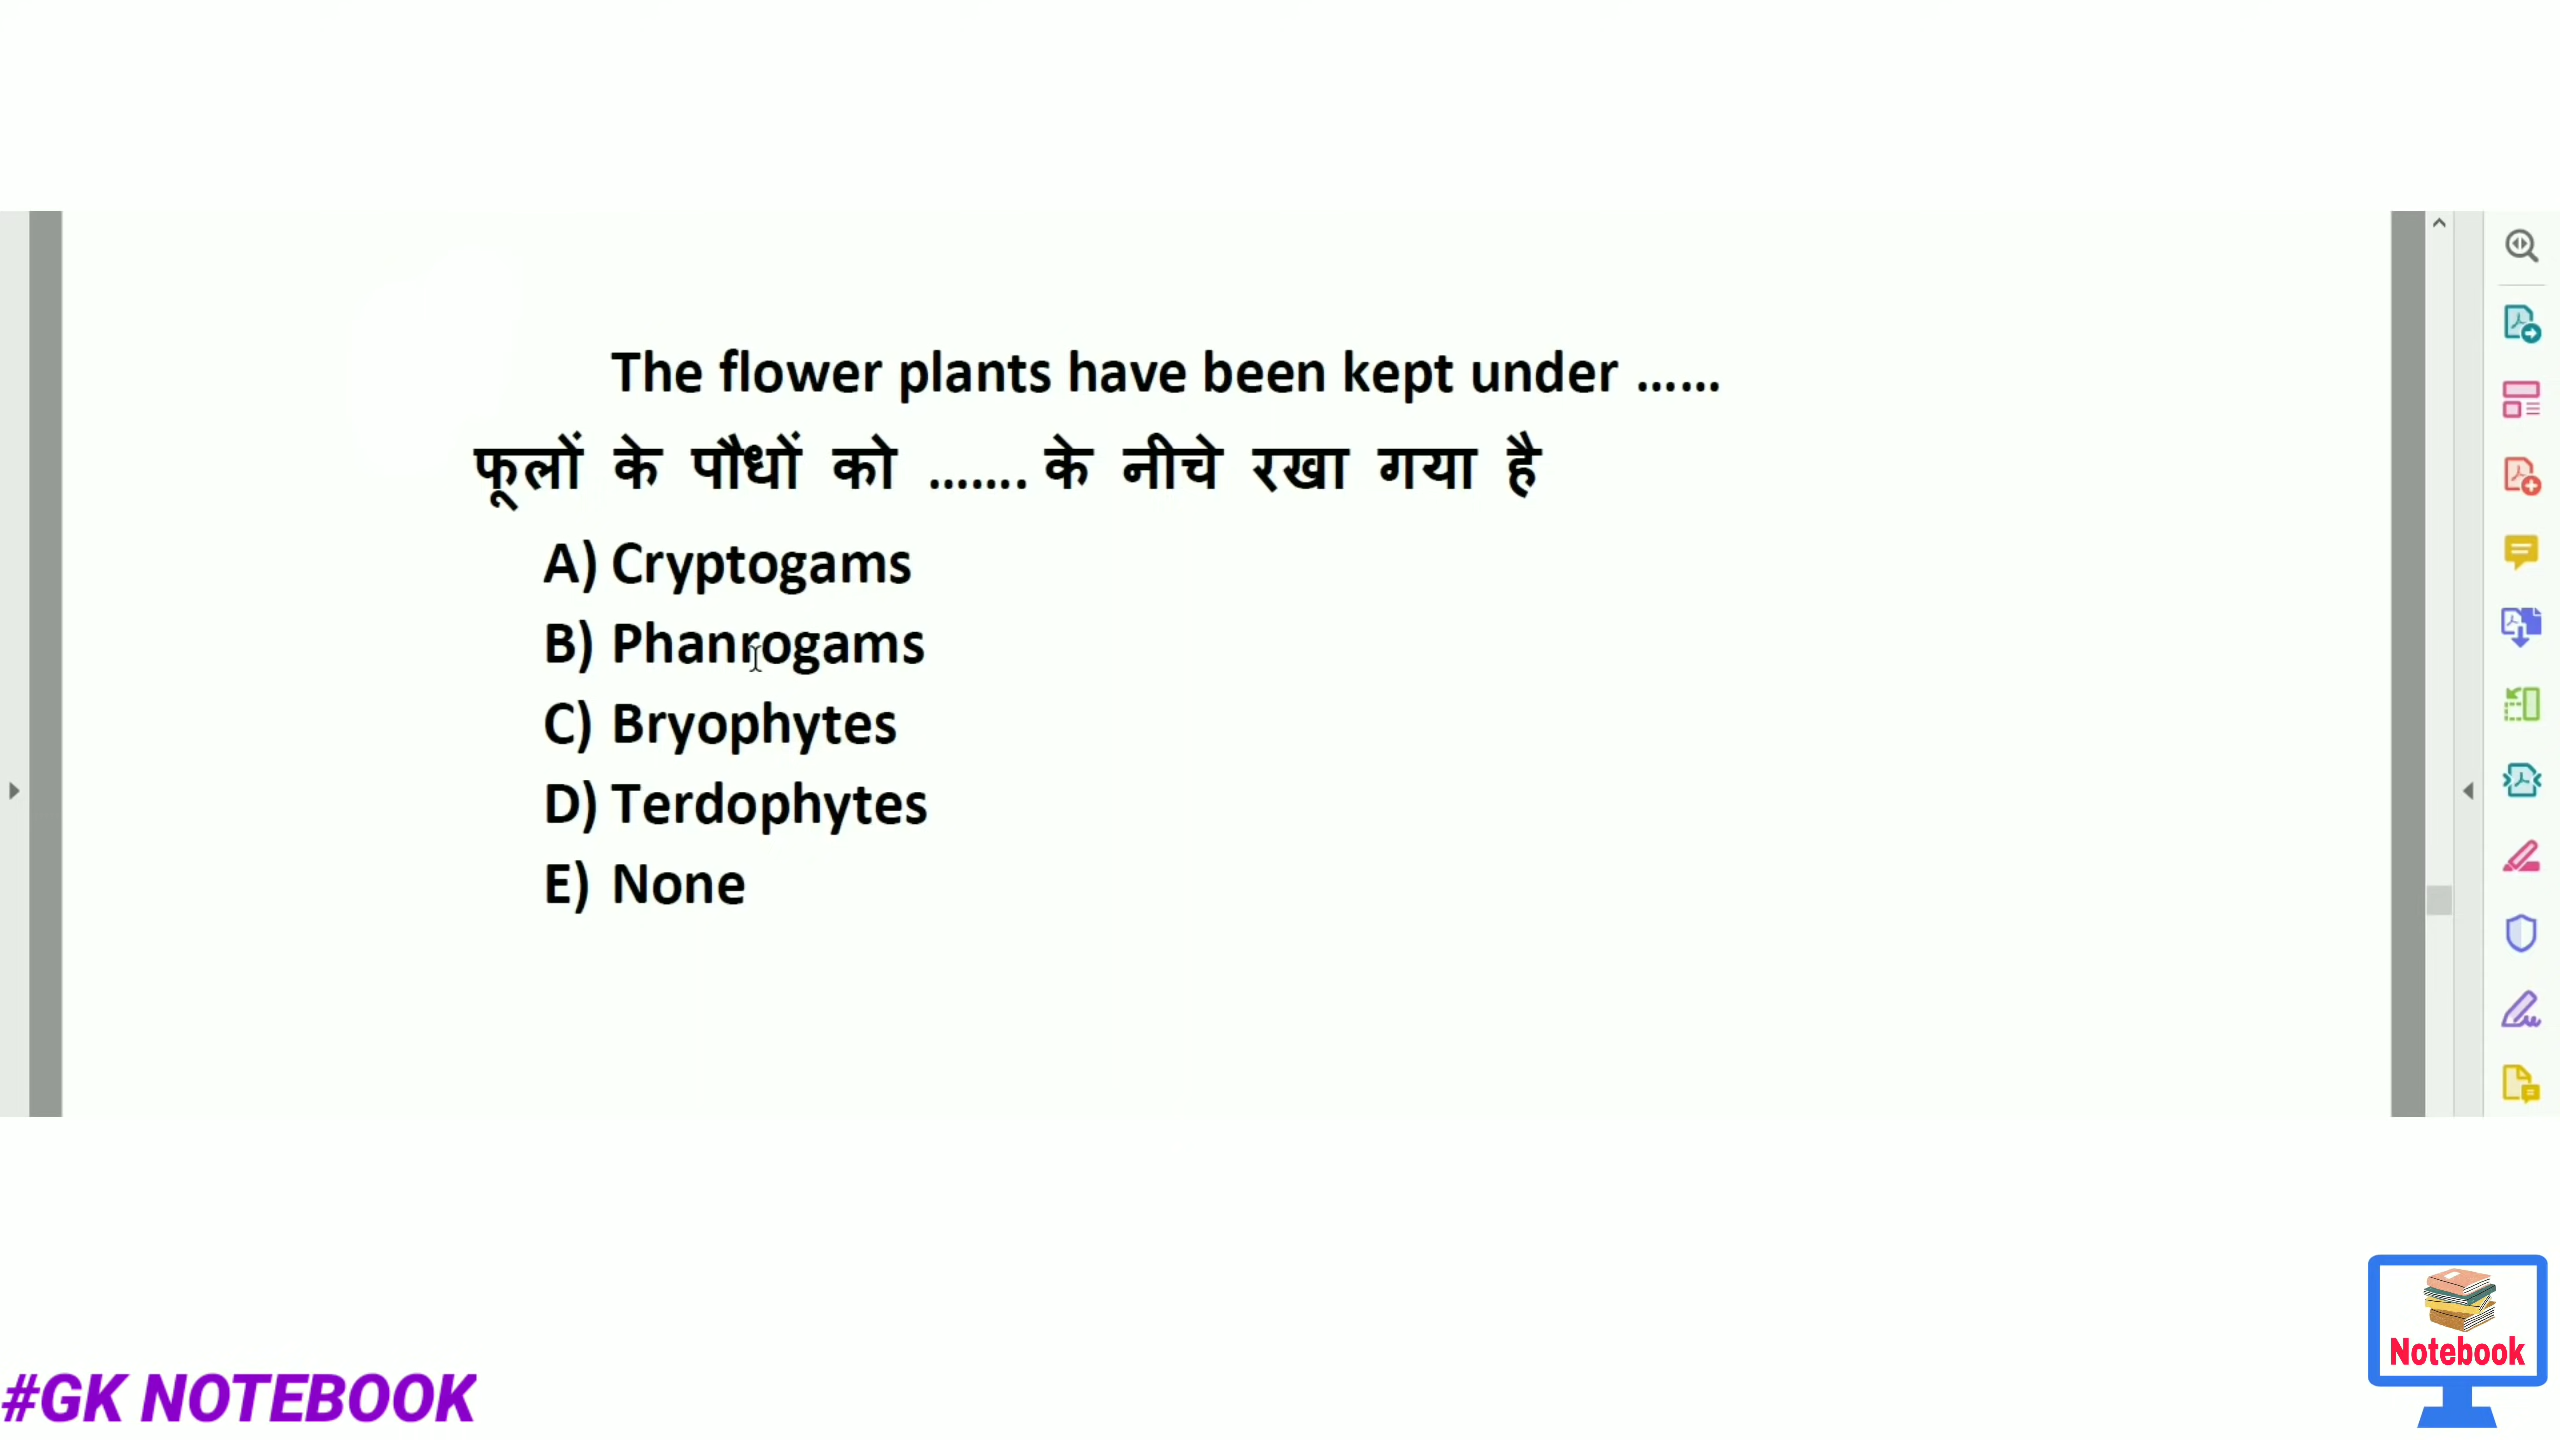 The flower plants have been kept under ......
फूलों के पौधों को ....... के नीचे रखा गया है
A) Cryptogams
B) Phanrogams
C) Bryophytes
D) Terdophytes
E) None
Notebook
#GK NOTEBOOK